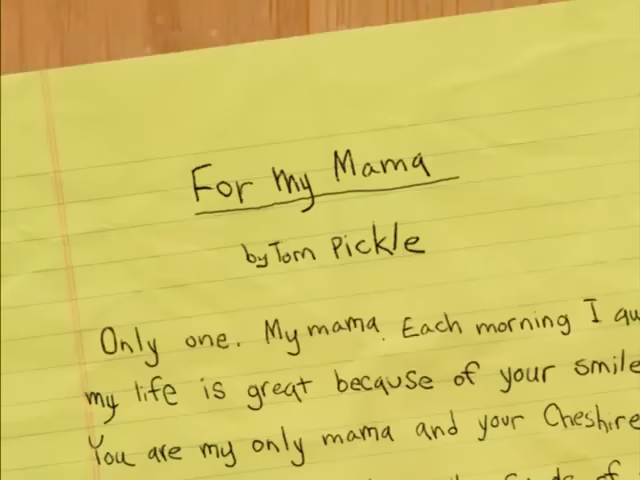 For My Mama
by Tom Pickle
Only one. My mama. Each morning I
my life is great because of your smile
You are my only mama and your Cheshire
of